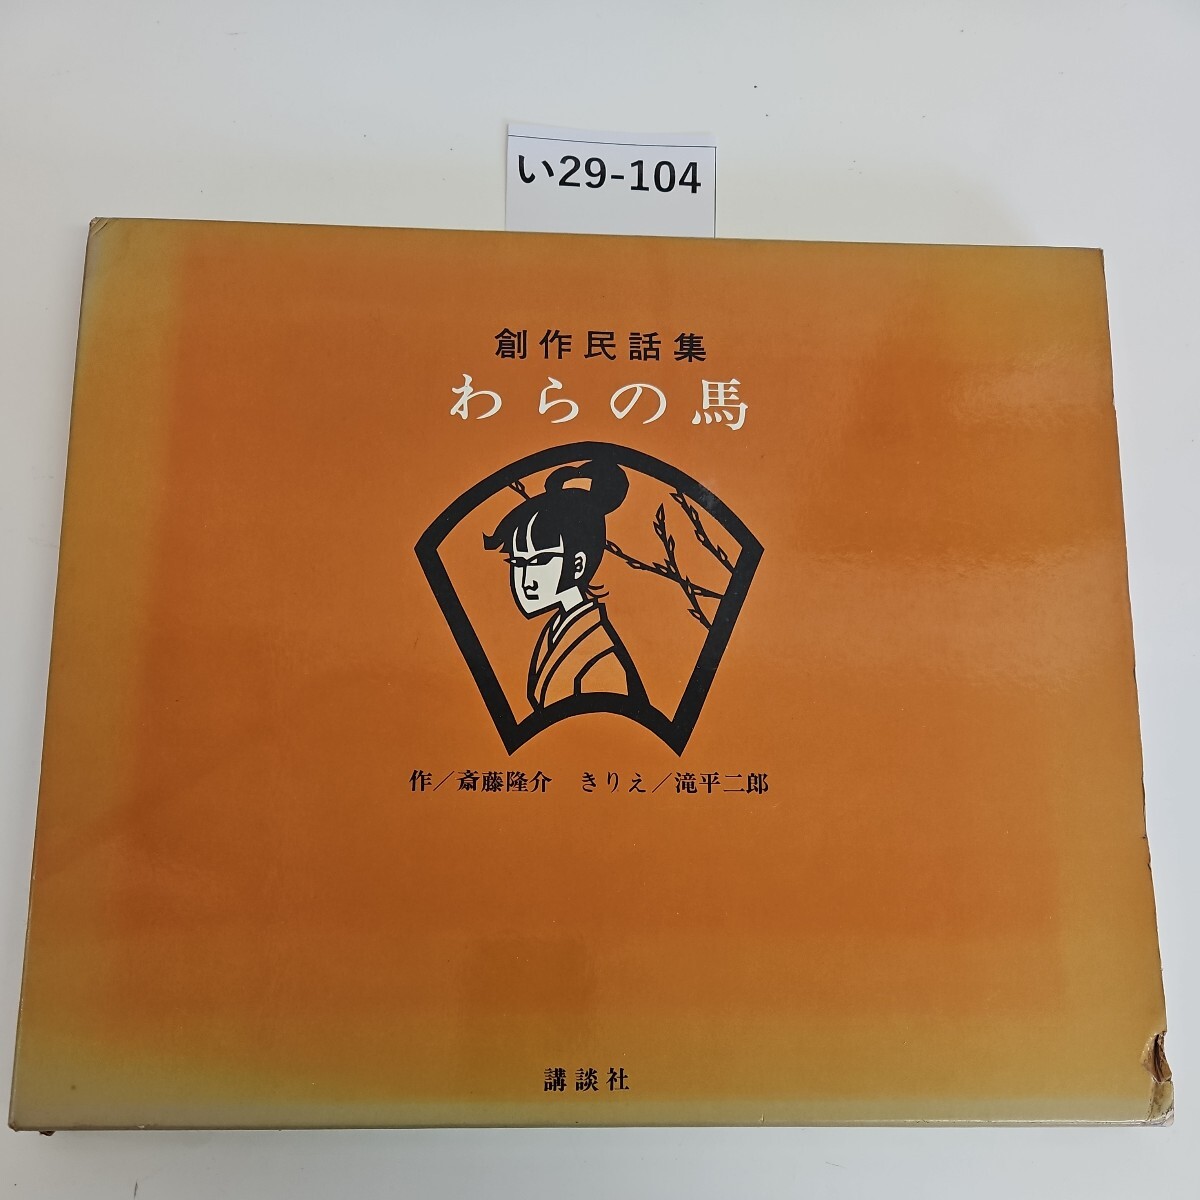 い29-104
創作民話集
わらの馬
作／斎藤隆介　きりえ／滝平二郎
講談社